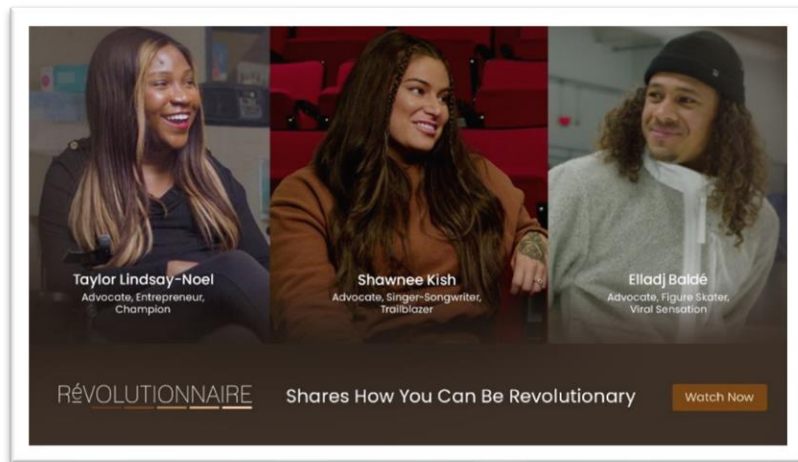 Taylor Lindsay-Noel
Advocate, Entrepreneur,
Champion
Shawnee Kish
Advocate, Singer-Songwriter,
Trailblazer
Elladj Baldé
Advocate, Figure Skater,
Viral Sensation
RéVOLUTIONNAIRE
Shares How You Can Be Revolutionary
Watch Now